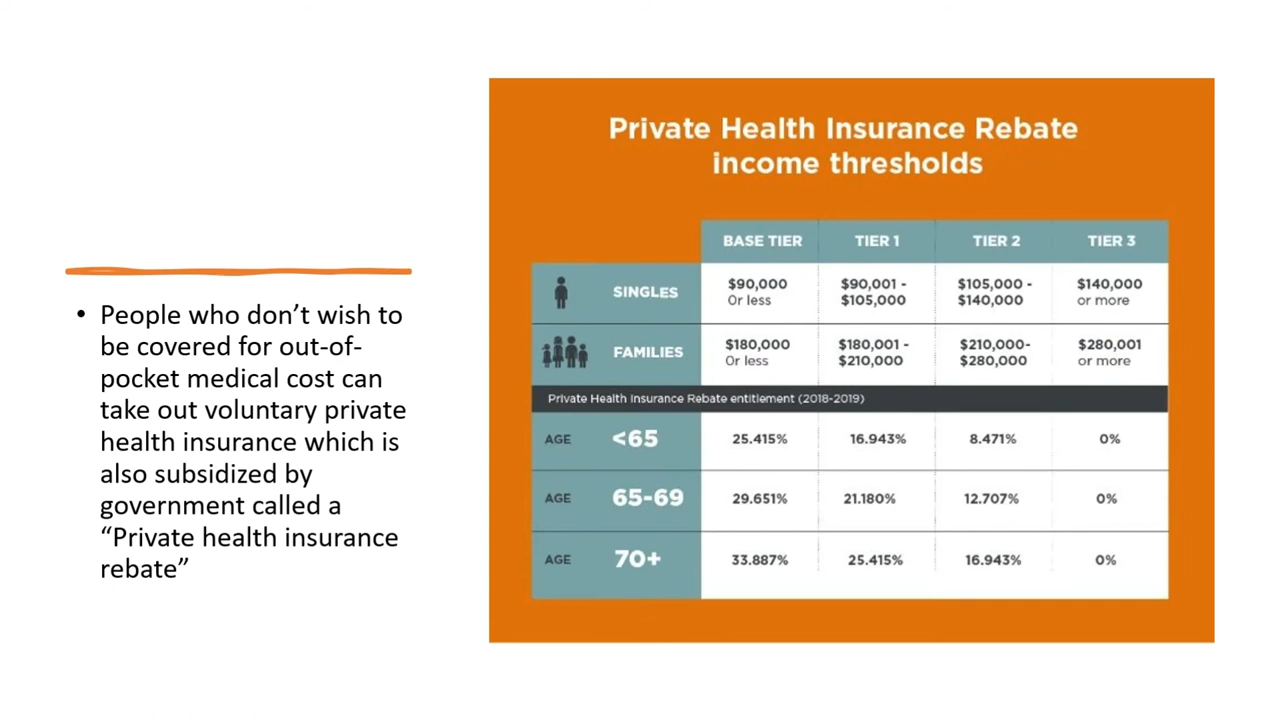 • People who don’t wish to
be covered for out-of-
pocket medical cost can
take out voluntary private
health insurance which is
also subsidized by
government called a
“Private health insurance
rebate”
Private Health Insurance Rebate
income thresholds
BASE TIER TIER 1 TIER 2 TIER 3
SINGLES
$90,000 $90,001 - $105,000 - $140,000
Or less $105,000 $140,000 or more
FAMILIES
$180,000 $180,001 - $210,000- $280,001
Or less $210,000 $280,000 or more
Private Health Insurance Rebate entitlement (2018-2019)
AGE <65 25.415% 16.943% 8.471% 0%
AGE 65-69 29.651% 21.180% 12.707% 0%
AGE 70+ 33.887% 25.415% 16.943% 0%